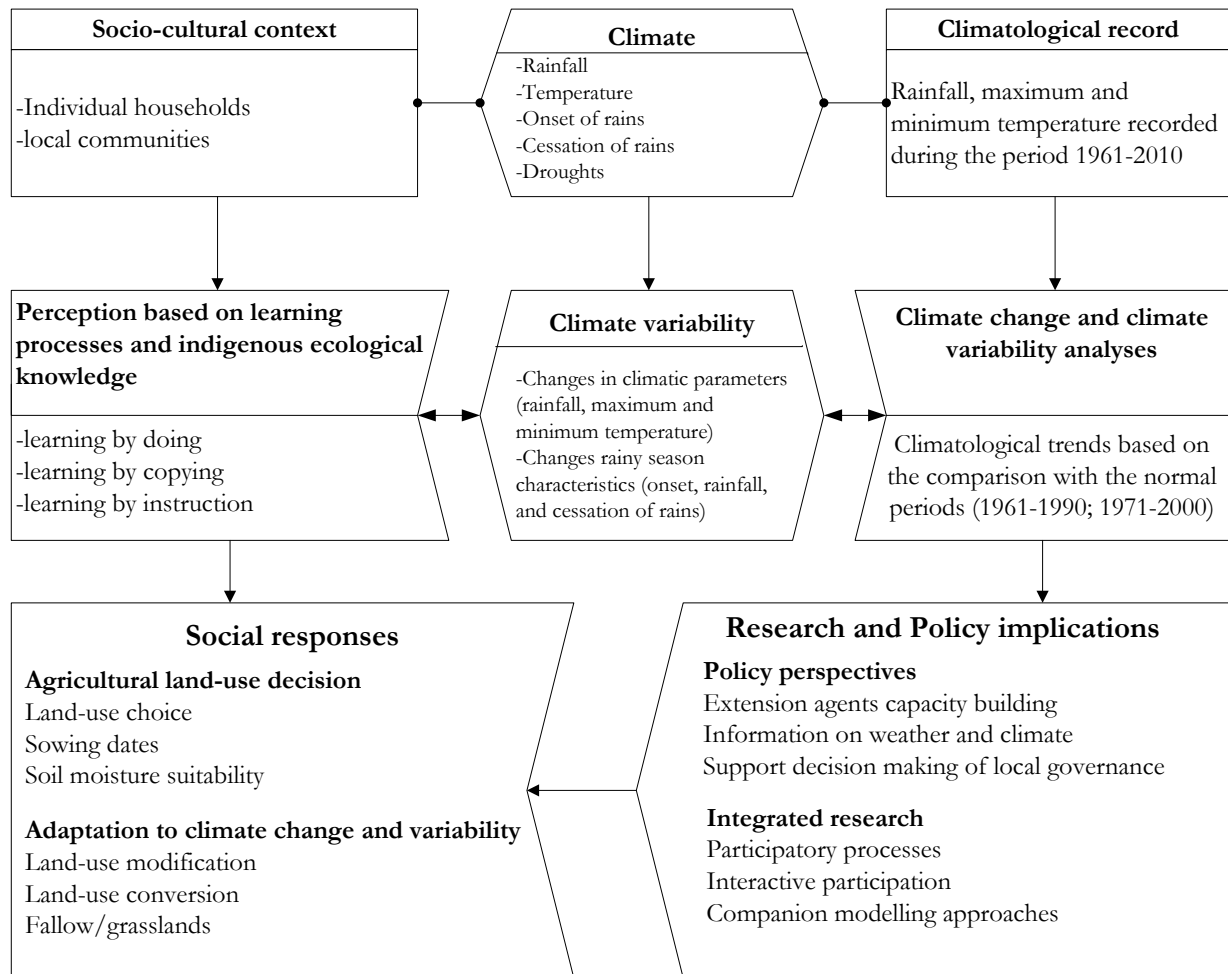 Socio-cultural context
-Individual households
-local communities
Climate
-Rainfall
-Temperature
-Onset of rains
-Cessation of rains
-Droughts
Climatological record
Rainfall, maximum and
minimum temperature recorded
during the period 1961-2010
Perception based on learning
processes and indigenous ecological
knowledge
-learning by doing
-learning by copying
-learning by instruction
Climate variability
-Changes in climatic parameters
(rainfall, maximum and
minimum temperature)
-Changes rainy season
characteristics (onset, rainfall,
and cessation of rains)
Climate change and climate
variability analyses
Climatological trends based on
the comparison with the normal
periods (1961-1990; 1971-2000)
Social responses
Agricultural land-use decision
Land-use choice
Sowing dates
Soil moisture suitability
Adaptation to climate change and variability
Land-use modification
Land-use conversion
Fallow/grasslands
Research and Policy implications
Policy perspectives
Extension agents capacity building
Information on weather and climate
Support decision making of local governance
Integrated research
Participatory processes
Interactive participation
Companion modelling approaches